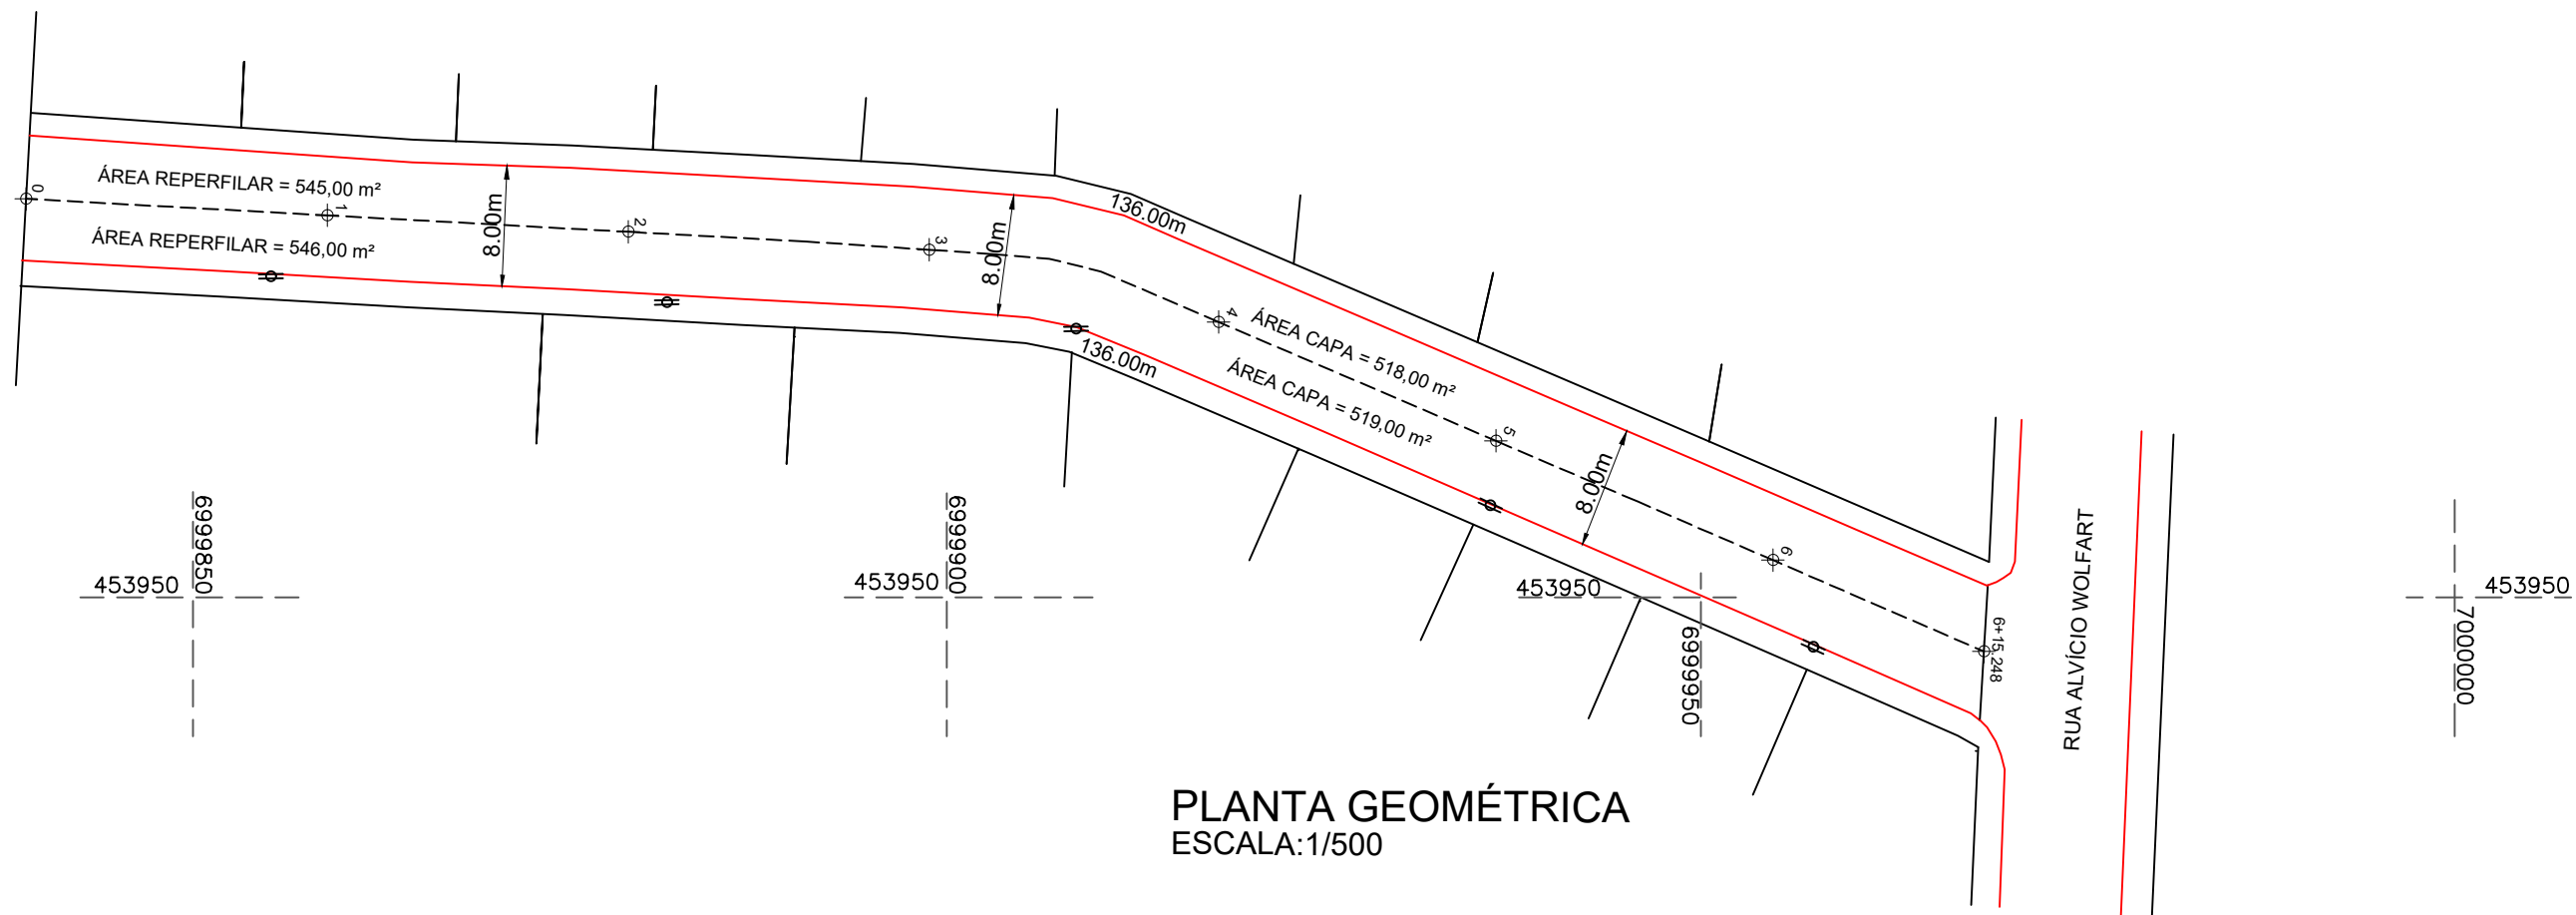 ÁREA REPERFILAR = 545,00 m²
ÁREA REPERFILAR = 546,00 m²
0
1
2
3
4
5
6
6+15,248
8.00m
8.00m
8.00m
136.00m
136.00m
ÁREA CAPA = 518,00 m²
ÁREA CAPA = 519,00 m²
RUA ALVÍCIO WOLFART
453950
6999850
453950
6999900
453950
6999950
453950
7000000
PLANTA GEOMÉTRICA
ESCALA:1/500